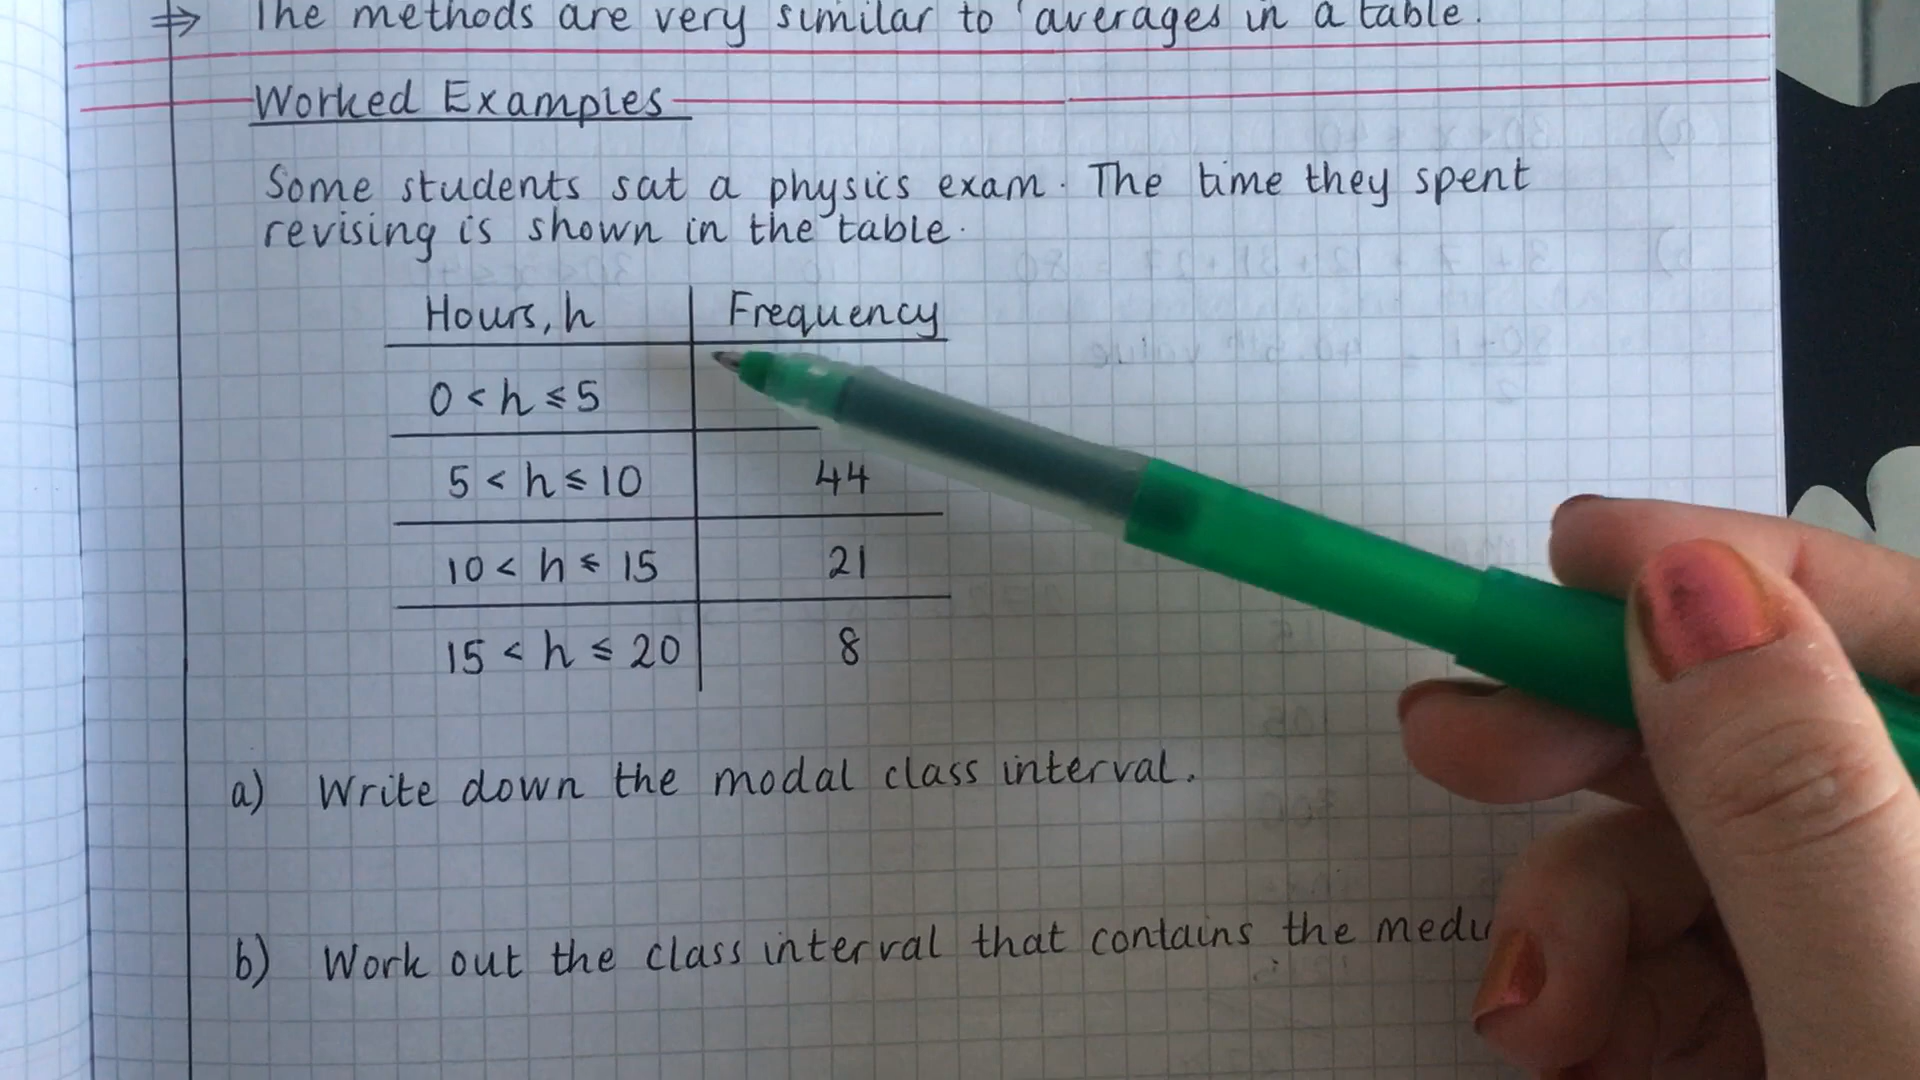 ⇒ The methods are very similar to 'averages in a table.
Worked Examples
Some students sat a physics exam. The time they spent
revising is shown in the table.
Hours, h Frequency
0 < h ≤ 5
5 < h ≤ 10 44
10 < h ≤ 15 21
15 < h ≤ 20 8
a) Write down the modal class interval.
b) Work out the class interval that contains the